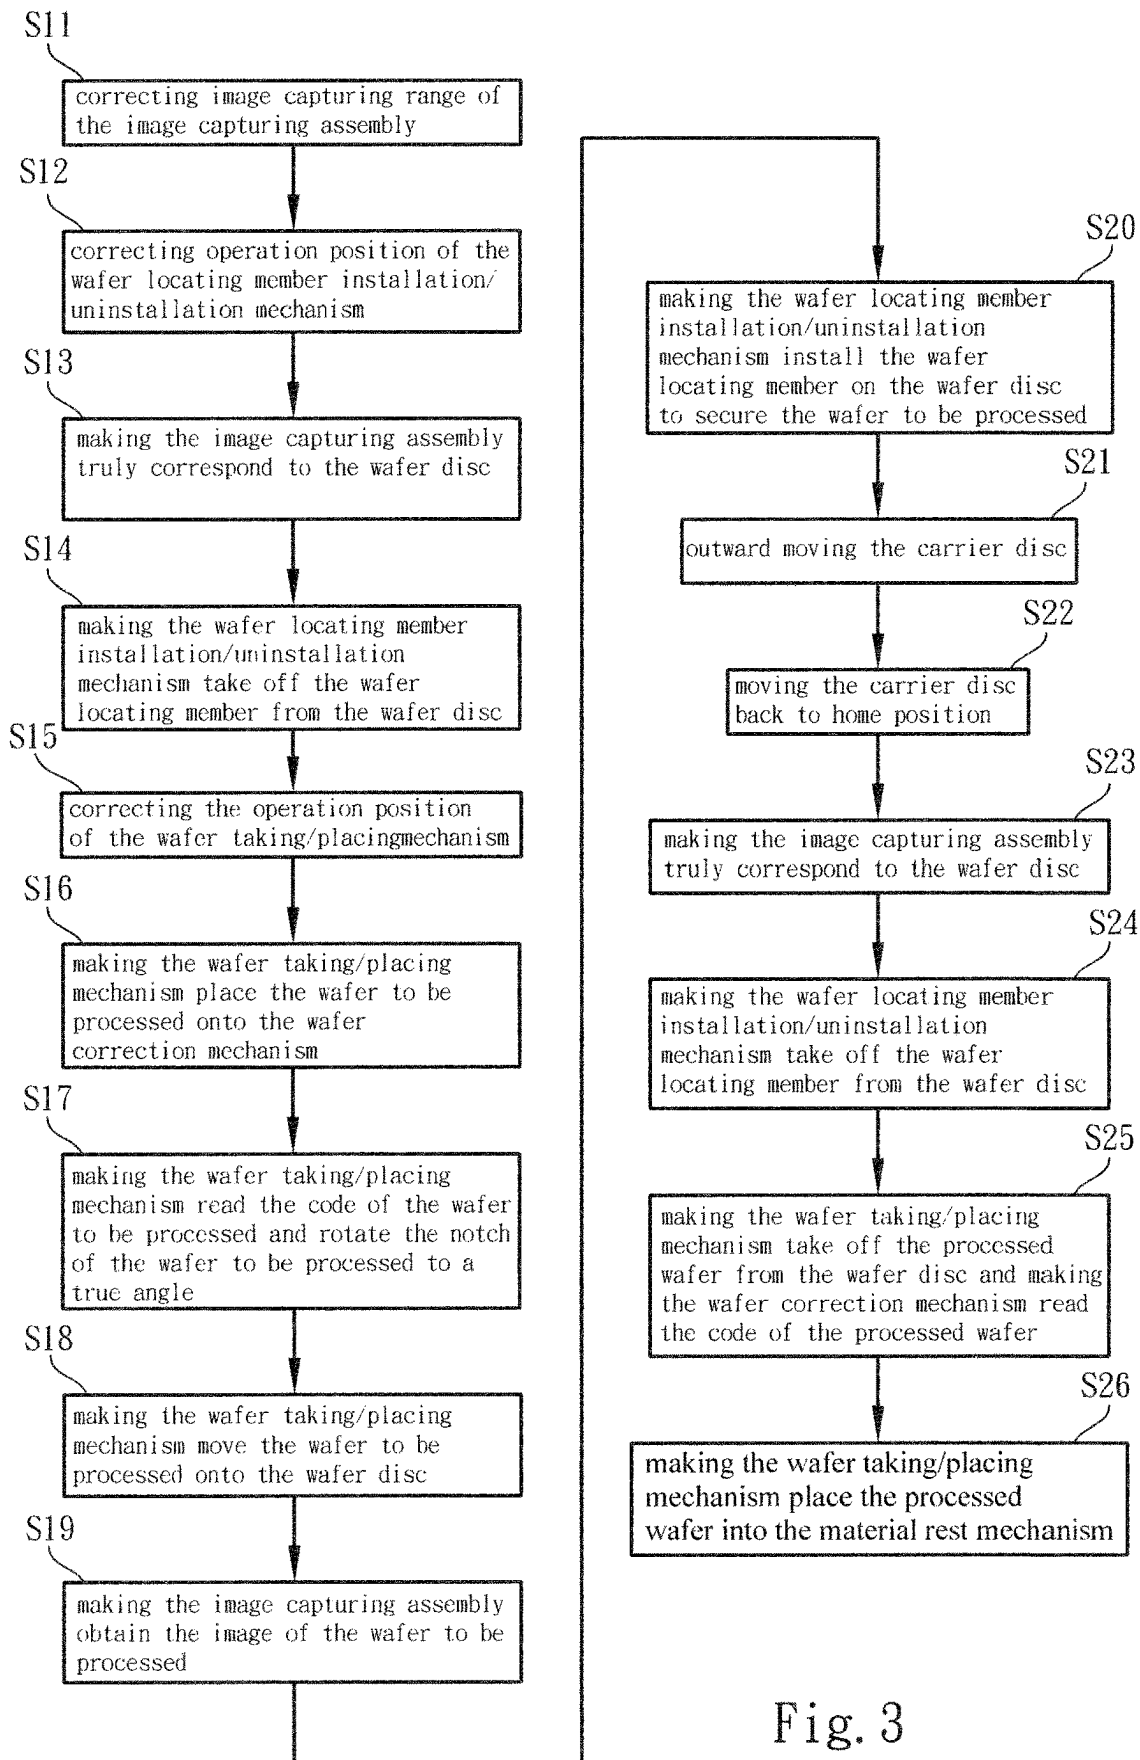 S11
correcting image capturing range of
the image capturing assembly
S12
correcting operation position of the
wafer locating member installation/
uninstallation mechanism
S13
making the image capturing assembly
truly correspond to the wafer disc
S14
making the wafer locating member
installation/uninstallation
mechanism take off the wafer
locating member from the wafer disc
S15
correcting the operation position
of the wafer taking/placingmechanism
S16
making the wafer taking/placing
mechanism place the wafer to be
processed onto the wafer
correction mechanism
S17
making the wafer taking/placing
mechanism read the code of the wafer
to be processed and rotate the notch
of the wafer to be processed to a
true angle
S18
making the wafer taking/placing
mechanism move the wafer to be
processed onto the wafer disc
S19
making the image capturing assembly
obtain the image of the wafer to be
processed
S20
making the wafer locating member
installation/uninstallation
mechanism install the wafer
locating member on the wafer disc
to secure the wafer to be processed
S21
outward moving the carrier disc
S22
moving the carrier disc
back to home position
S23
making the image capturing assembly
truly correspond to the wafer disc
S24
making the wafer locating member
installation/uninstallation
mechanism take off the wafer
locating member from the wafer disc
S25
making the wafer taking/placing
mechanism take off the processed
wafer from the wafer disc and making
the wafer correction mechanism read
the code of the processed wafer
S26
making the wafer taking/placing
mechanism place the processed
wafer into the material rest mechanism
Fig. 3